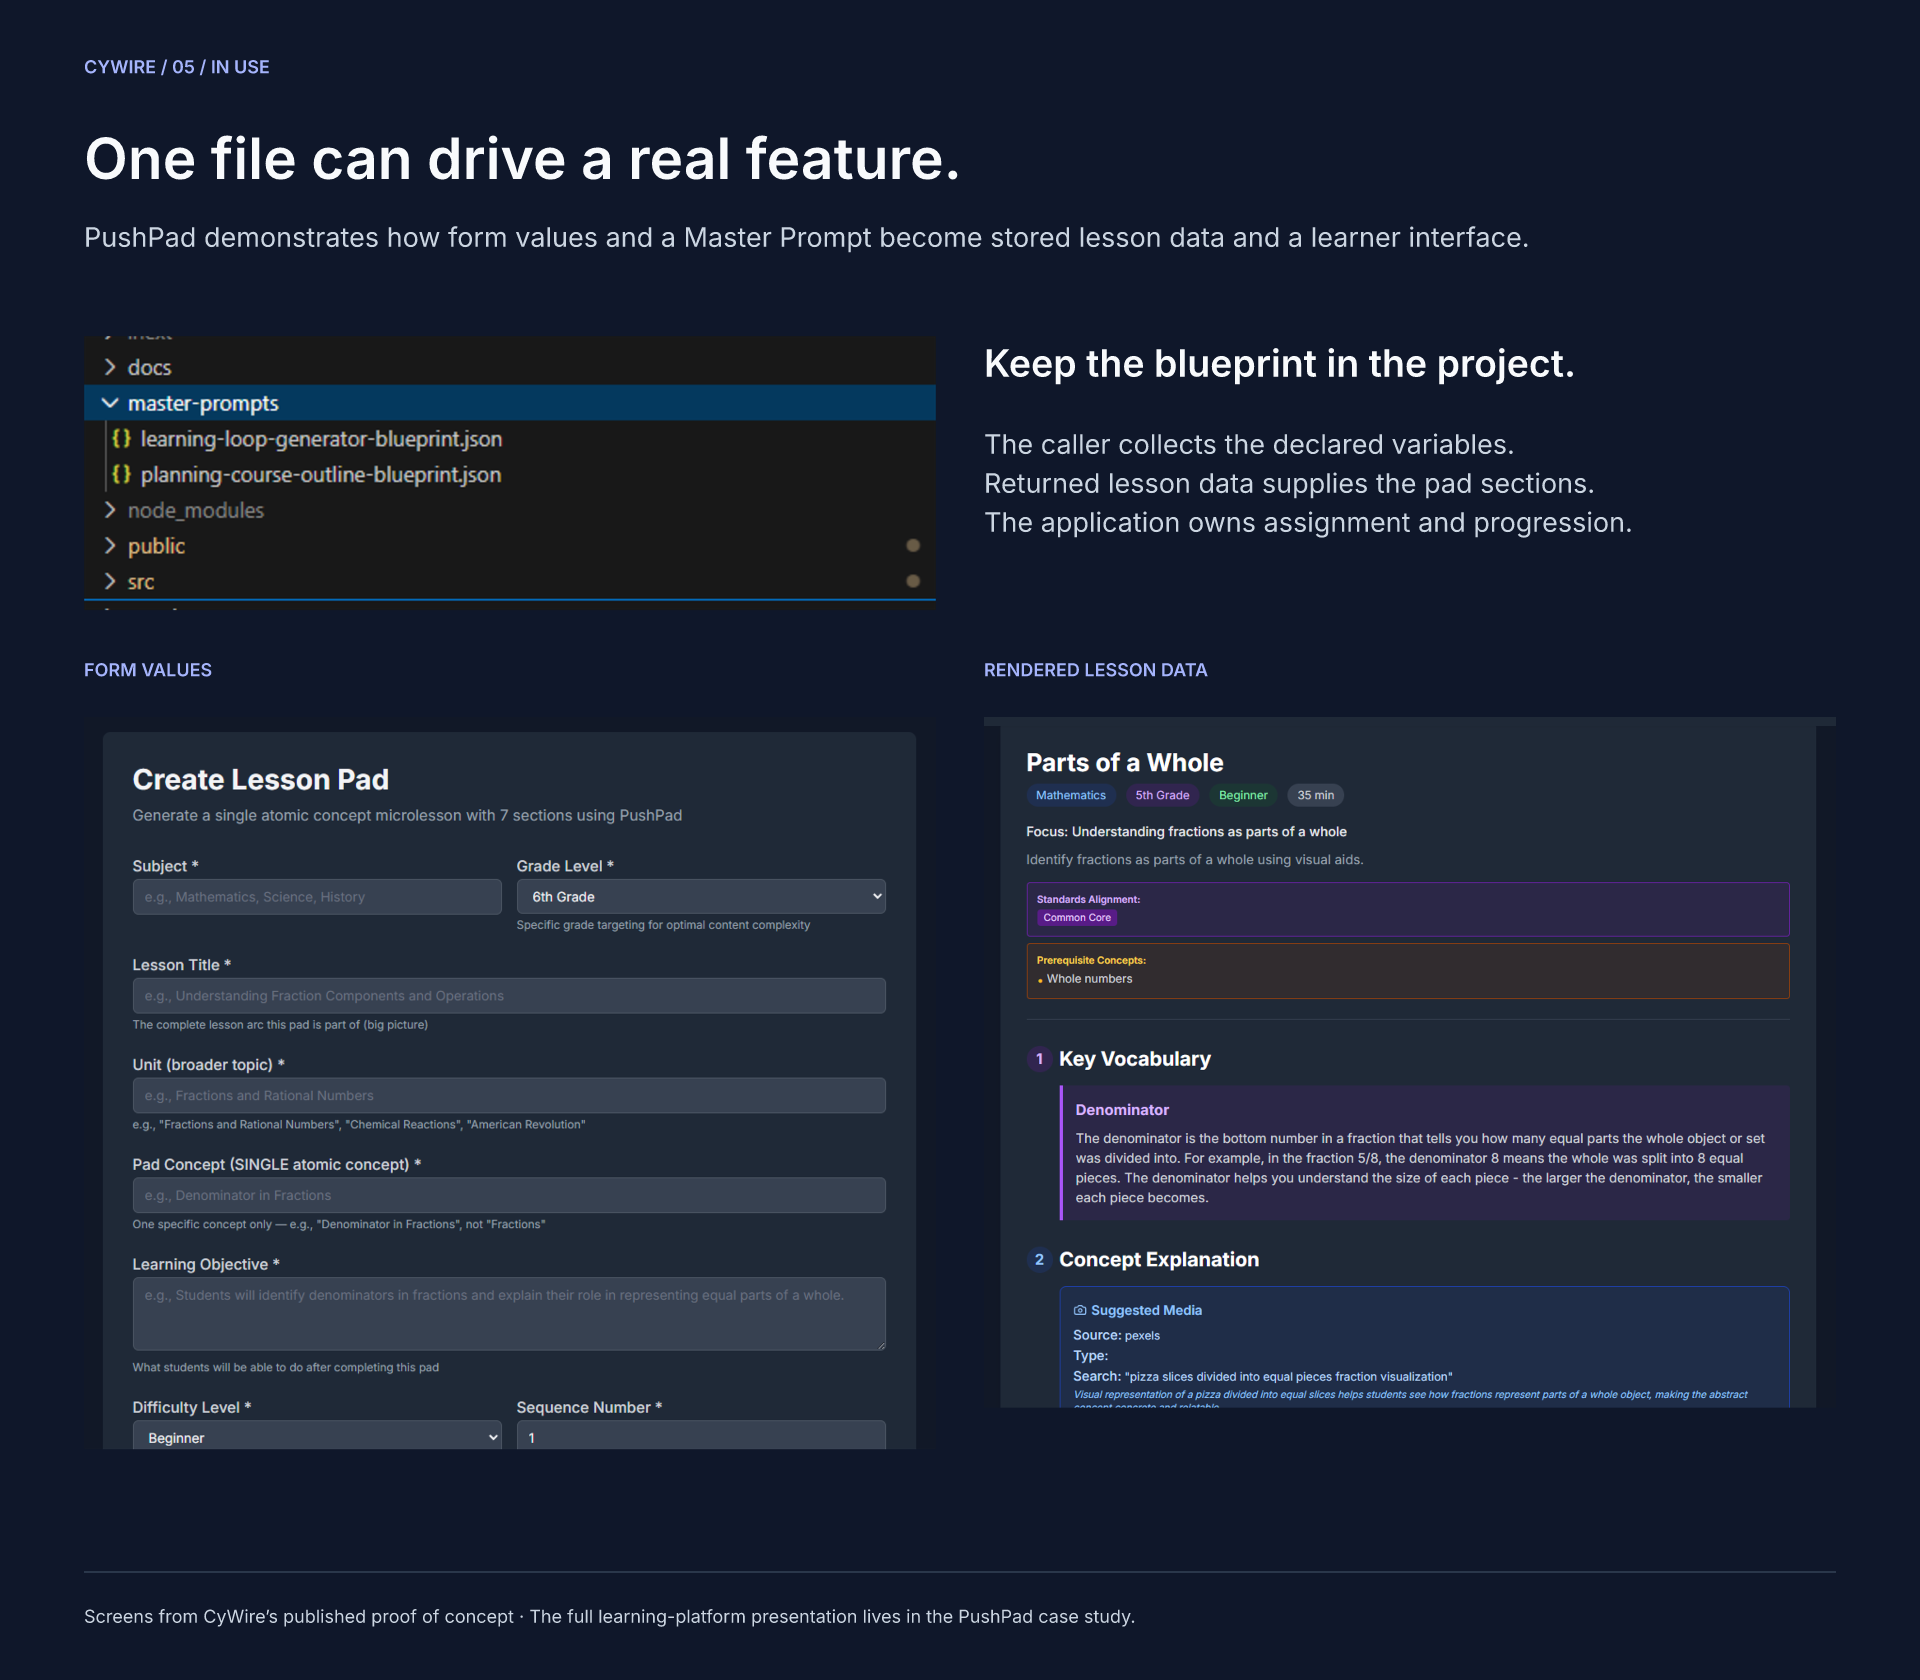 CYWIRE / 05 / IN USE
One file can drive a real feature.
PushPad demonstrates how form values and a Master Prompt become stored lesson data and a learner interface.
docs
master-prompts
{} learning-loop-generator-blueprint.json
{} planning-course-outline-blueprint.json
node_modules
public
src
Keep the blueprint in the project.
The caller collects the declared variables.
Returned lesson data supplies the pad sections.
The application owns assignment and progression.
FORM VALUES
Create Lesson Pad
Generate a single atomic concept microlesson with 7 sections using PushPad
Subject *
e.g., Mathematics, Science, History
Grade Level *
6th Grade
Specific grade targeting for optimal content complexity
Lesson Title *
e.g., Understanding Fraction Components and Operations
The complete lesson arc this pad is part of (big picture)
Unit (broader topic) *
e.g., Fractions and Rational Numbers
e.g., "Fractions and Rational Numbers", "Chemical Reactions", "American Revolution"
Pad Concept (SINGLE atomic concept) *
e.g., Denominator in Fractions
One specific concept only — e.g., "Denominator in Fractions", not "Fractions"
Learning Objective *
e.g., Students will identify denominators in fractions and explain their role in representing equal parts of a whole.
What students will be able to do after completing this pad
Difficulty Level *
Beginner
Sequence Number *
1
RENDERED LESSON DATA
Parts of a Whole
Mathematics 5th Grade Beginner 35 min
Focus: Understanding fractions as parts of a whole
Identify fractions as parts of a whole using visual aids.
Standards Alignment:
Common Core
Prerequisite Concepts:
• Whole numbers
1 Key Vocabulary
Denominator
The denominator is the bottom number in a fraction that tells you how many equal parts the whole object or set
was divided into. For example, in the fraction 5/8, the denominator 8 means the whole was split into 8 equal
pieces. The denominator helps you understand the size of each piece - the larger the denominator, the smaller
each piece becomes.
2 Concept Explanation
Suggested Media
Source: pexels
Type:
Search: "pizza slices divided into equal pieces fraction visualization"
Visual representation of a pizza divided into equal slices helps students see how fractions represent parts of a whole object, making the abstract
concept concrete and relatable.
Screens from CyWire’s published proof of concept · The full learning-platform presentation lives in the PushPad case study.